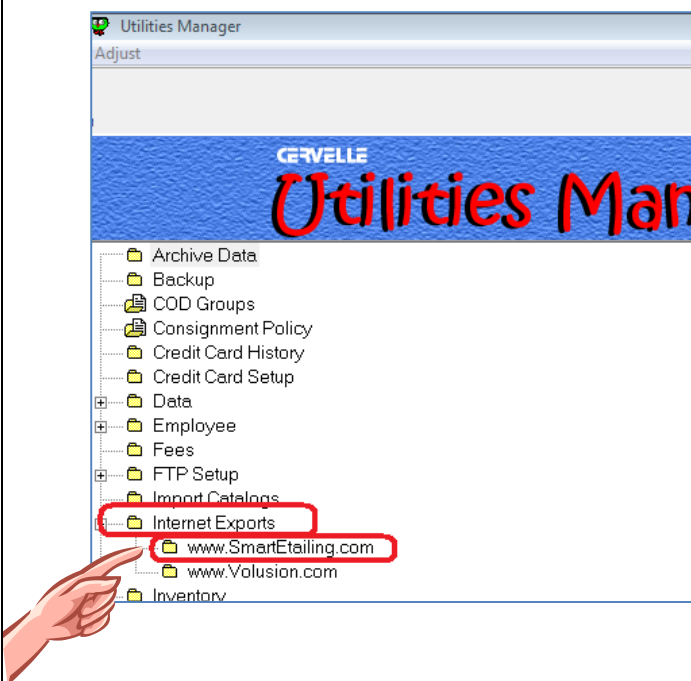 Utilities Manager
Adjust
CERVELLE
Utilities Man
Archive Data
Backup
COD Groups
Consignment Policy
Credit Card History
Credit Card Setup
Data
Employee
Fees
FTP Setup
Import Catalogs
Internet Exports
www.SmartEtailing.com
www.Volusion.com
Inventory